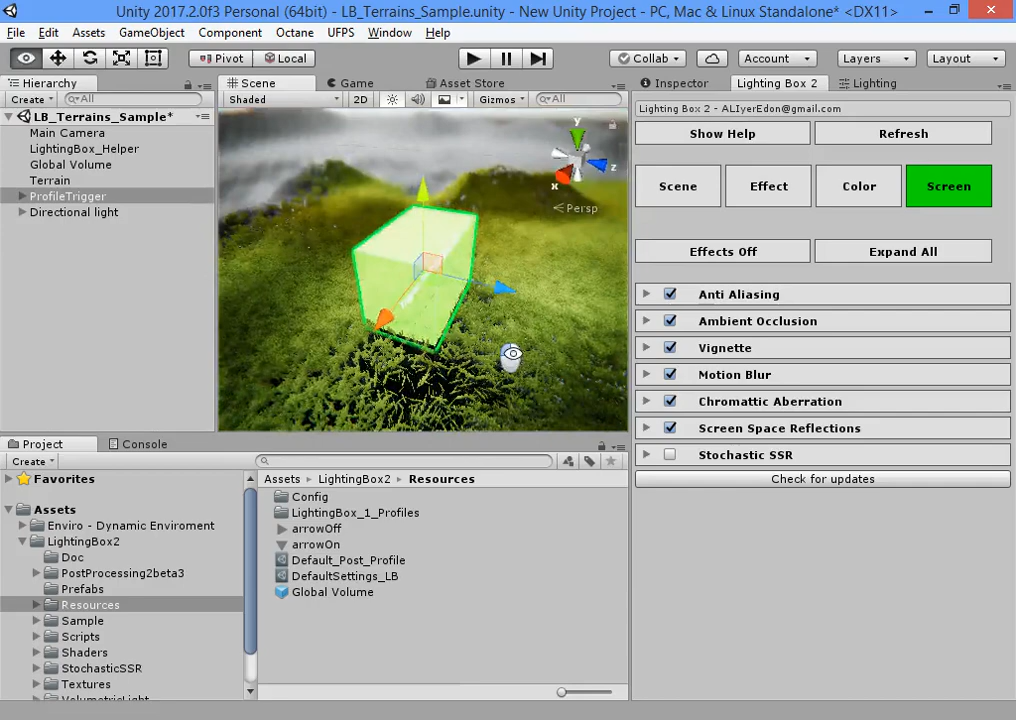 Unity 2017.2.0f3 Personal (64bit) - LB_Terrains_Sample.unity - New Unity Project - PC, Mac & Linux Standalone* <DX11>
File Edit Assets GameObject Component Octane UFPS Window Help
Pivot Local Collab Account Layers Layout
Hierarchy
Create All
LB_Terrains_Sample*
Main Camera
LightingBox_Helper
Global Volume
Terrain
ProfileTrigger
Directional light
Scene Game Asset Store
Shaded 2D Gizmos All
y
x
z
Persp
Inspector Lighting Box 2 Lighting
Lighting Box 2 - ALIyerEdon@gmail.com
Show Help Refresh
Scene Effect Color Screen
Effects Off Expand All
Anti Aliasing
Ambient Occlusion
Vignette
Motion Blur
Chromattic Aberration
Screen Space Reflections
Stochastic SSR
Check for updates
Project Console
Create
Favorites
Assets
Enviro - Dynamic Enviroment
LightingBox2
Doc
PostProcessing2beta3
Prefabs
Resources
Sample
Scripts
Shaders
StochasticSSR
Textures
VolumetricLight
Assets LightingBox2 Resources
Config
LightingBox_1_Profiles
arrowOff
arrowOn
Default_Post_Profile
DefaultSettings_LB
Global Volume